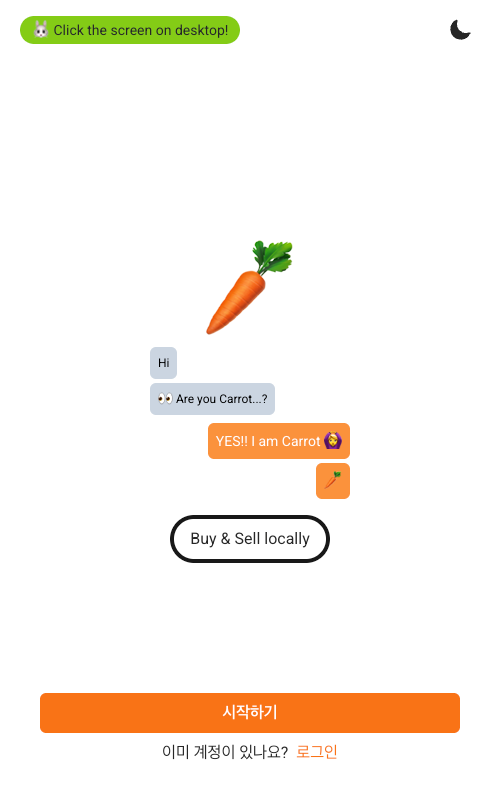 🐰 Click the screen on desktop!
Hi
👀 Are you Carrot...?
YES!! I am Carrot 🙆‍♀️
🥕
Buy & Sell locally
시작하기
이미 계정이 있나요? 로그인